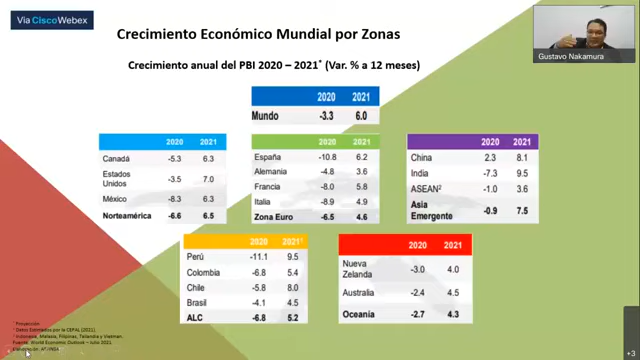 Vía CiscoWebex
Crecimiento Económico Mundial por Zonas
Gustavo Nakamura
Crecimiento anual del PBI 2020 – 2021* (Var. % a 12 meses)
2020 2021
Mundo -3.3 6.0
2020 2021
Canadá -5.3 6.3
Estados Unidos -3.5 7.0
México -8.3 6.3
Norteamérica -6.6 6.5
2020 2021
España -10.8 6.2
Alemania -4.8 3.6
Francia -8.0 5.8
Italia -8.9 4.9
Zona Euro -6.5 4.6
2020 2021
China 2.3 8.1
India -7.3 9.5
ASEAN² -1.0 3.6
Asia Emergente -0.9 7.5
2020 2021¹
Perú -11.1 9.5
Colombia -6.8 5.4
Chile -5.8 8.0
Brasil -4.1 4.5
ALC -6.8 5.2
2020 2021
Nueva Zelanda -3.0 4.0
Australia -2.4 4.5
Oceanía -2.7 4.3
* Proyección
¹ Datos Estimados por la CEPAL (2021).
² Indonesia, Malasia, Filipinas, Tailandia y Vietnam.
Fuente: World Economic Outlook – Julio 2021.
+3